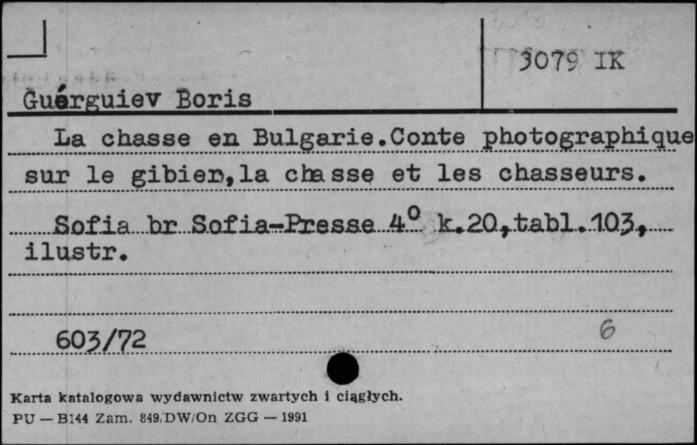 3079 IK
Guérguiev Boris
La chasse en Bulgarie.Conte photographique
sur le gibier,la chasse et les chasseurs.
Sofia br Sofia-Presse 4° k.20,tabl.103,
ilustr.
603/72
6
Karta katalogowa wydawnictw zwartych i ciągłych.
PU — B144 Zam. 849/DW/On ZGG — 1991